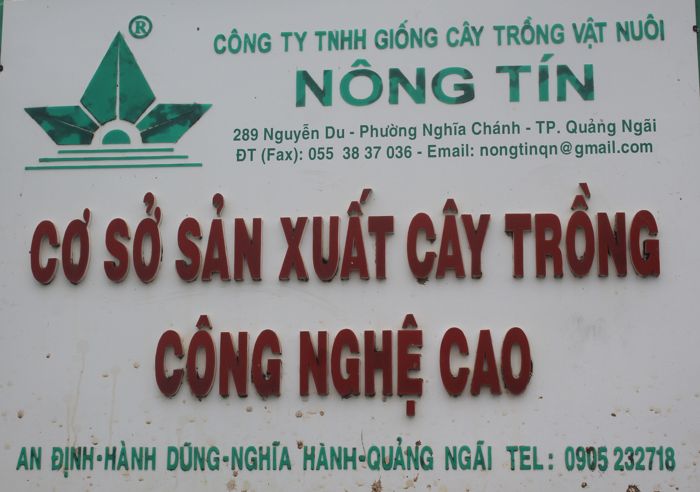 ®
CÔNG TY TNHH GIỐNG CÂY TRỒNG VẬT NUÔI
NÔNG TÍN
289 Nguyễn Du - Phường Nghĩa Chánh - TP. Quảng Ngãi
ĐT (Fax): 055 38 37 036 - Email: nongtinqn@gmail.com
CƠ SỞ SẢN XUẤT CÂY TRỒNG
CÔNG NGHỆ CAO
AN ĐỊNH-HÀNH DŨNG-NGHĨA HÀNH-QUẢNG NGÃI TEL: 0905 232718